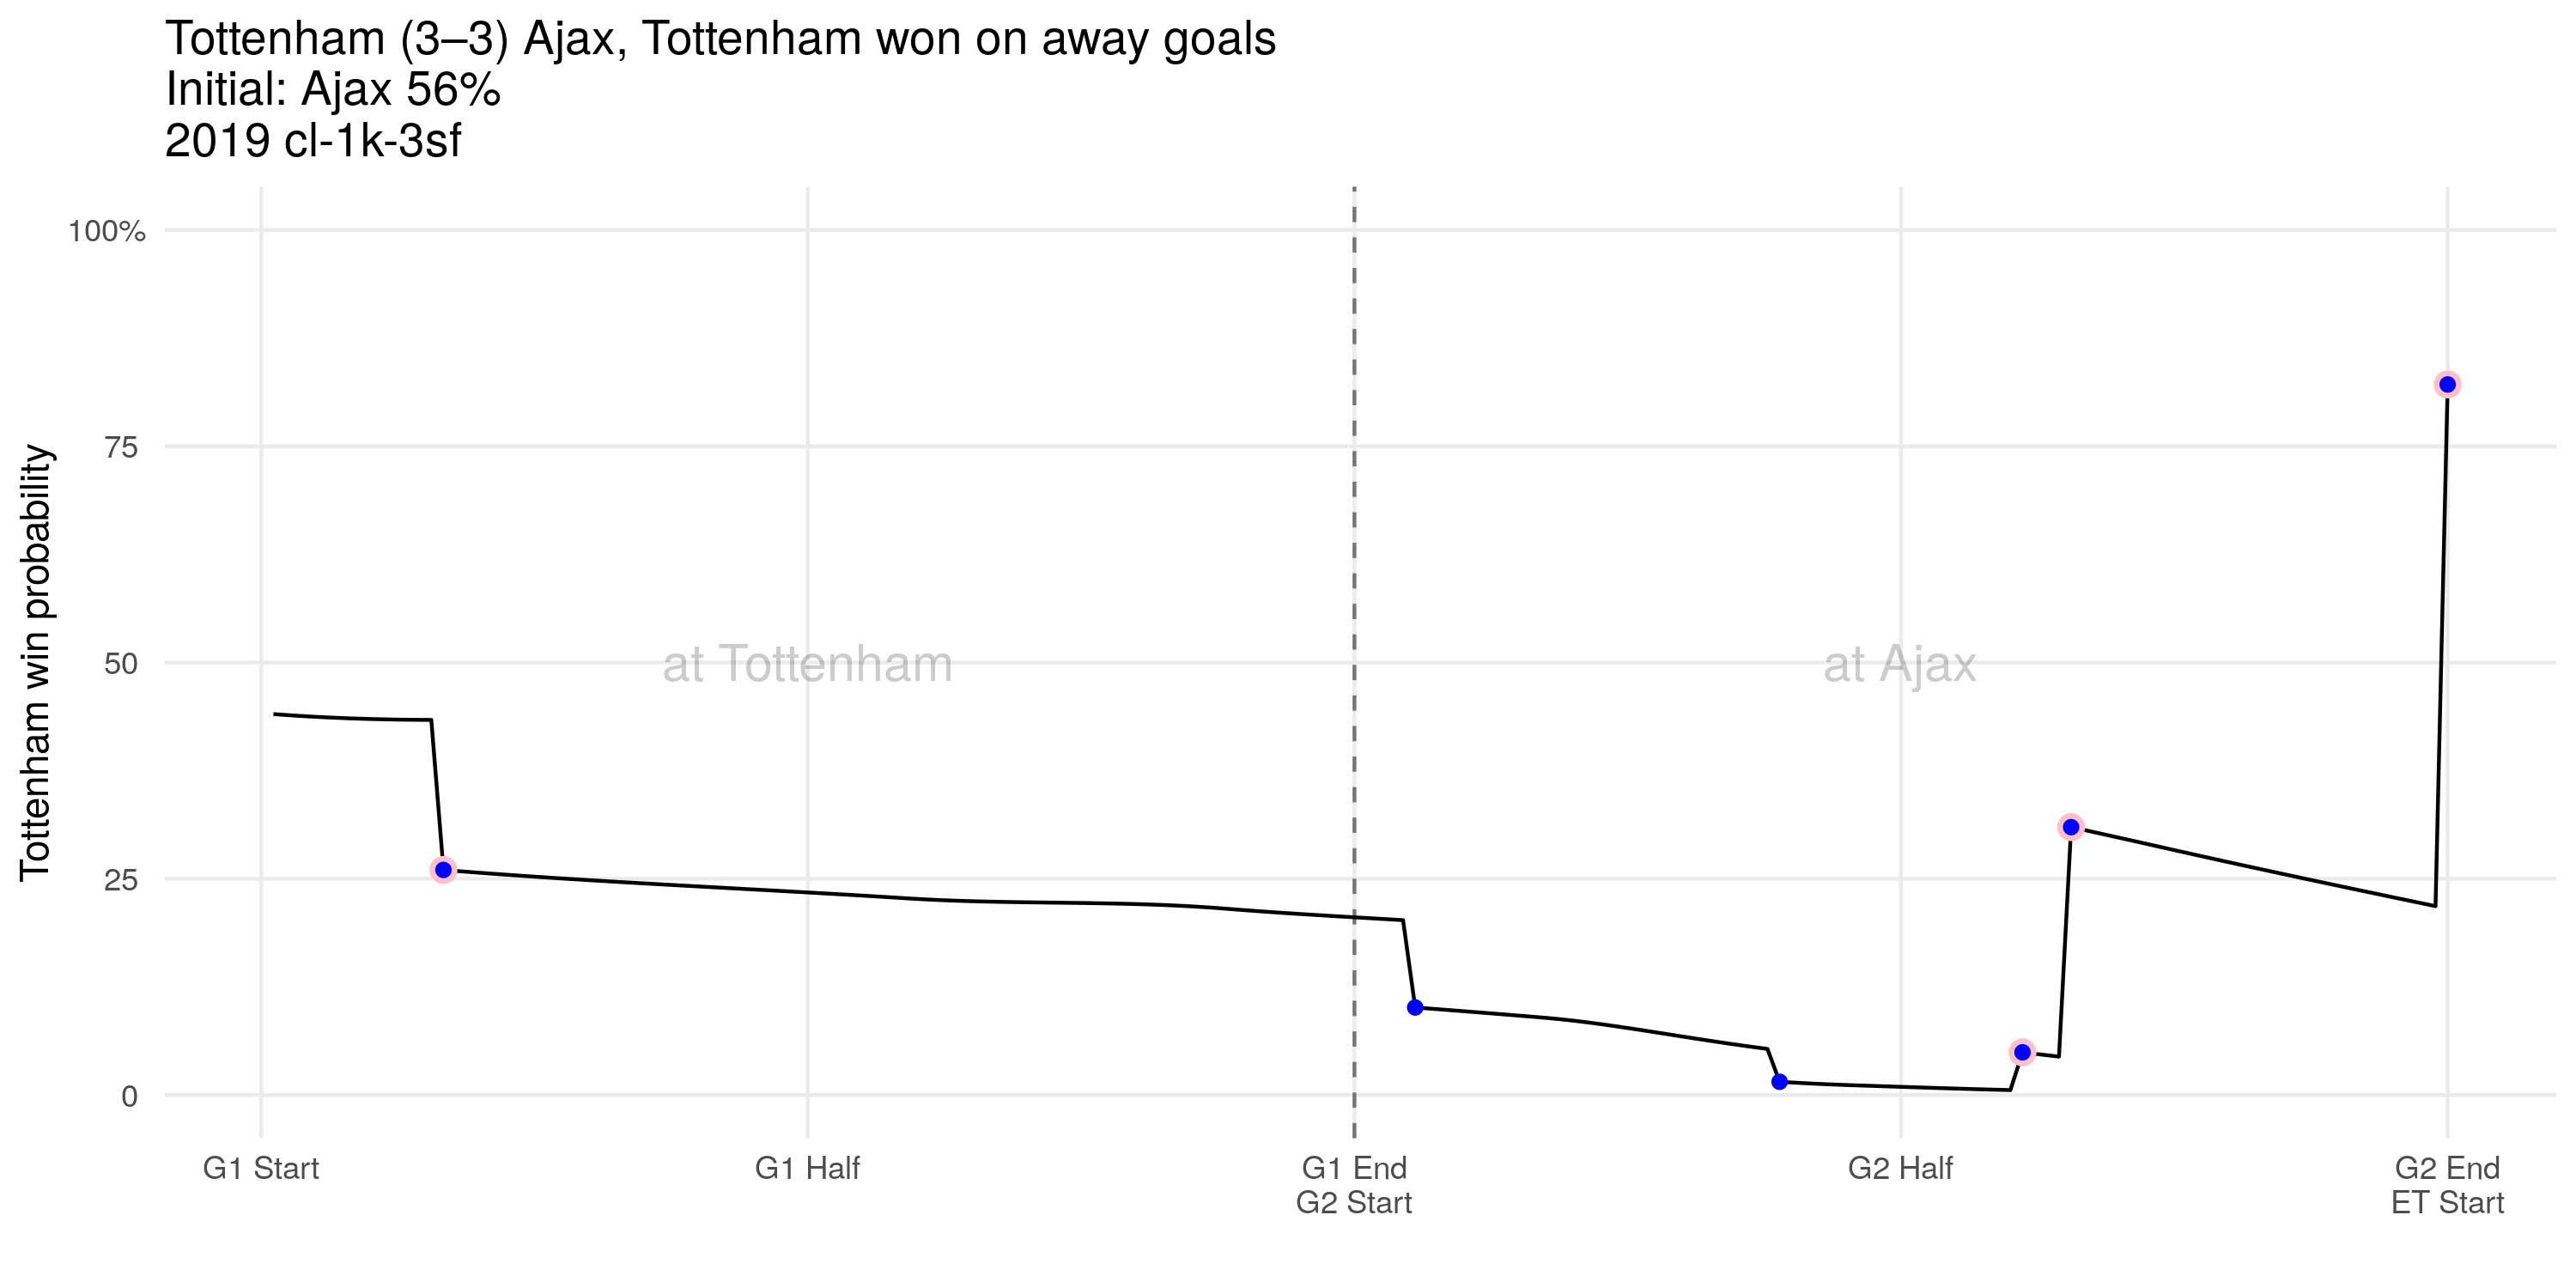 Tottenham (3–3) Ajax, Tottenham won on away goals
Initial: Ajax 56%
2019 cl-1k-3sf
Tottenham win probability
100%
75
50
25
0
at Tottenham
at Ajax
G1 Start
G1 Half
G1 End
G2 Start
G2 Half
G2 End
ET Start